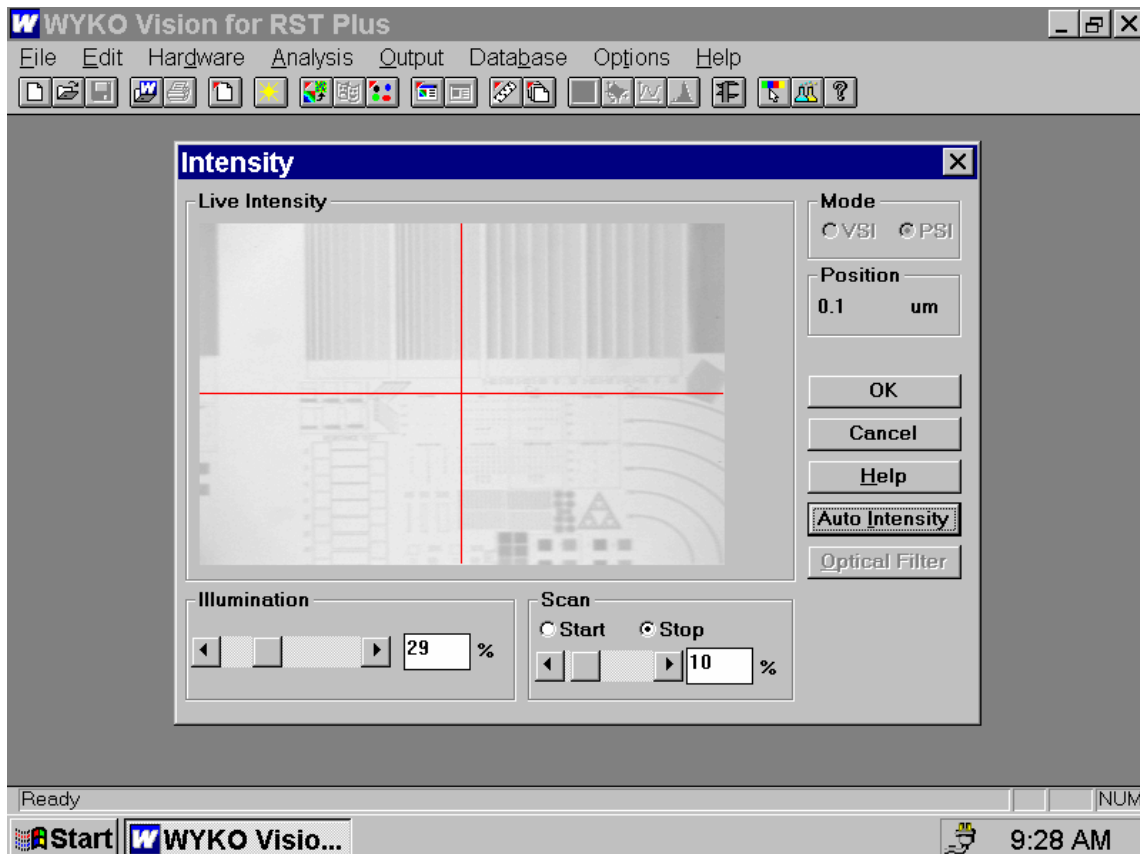 W WYKO Vision for RST Plus
File Edit Hardware Analysis Output Database Options Help
Intensity
Live Intensity
Mode
VSI PSI
Position
0.1 um
OK
Cancel
Help
Auto Intensity
Optical Filter
Illumination
29 %
Scan
Start Stop
10 %
Ready
NUM
Start W WYKO Visio... 9:28 AM